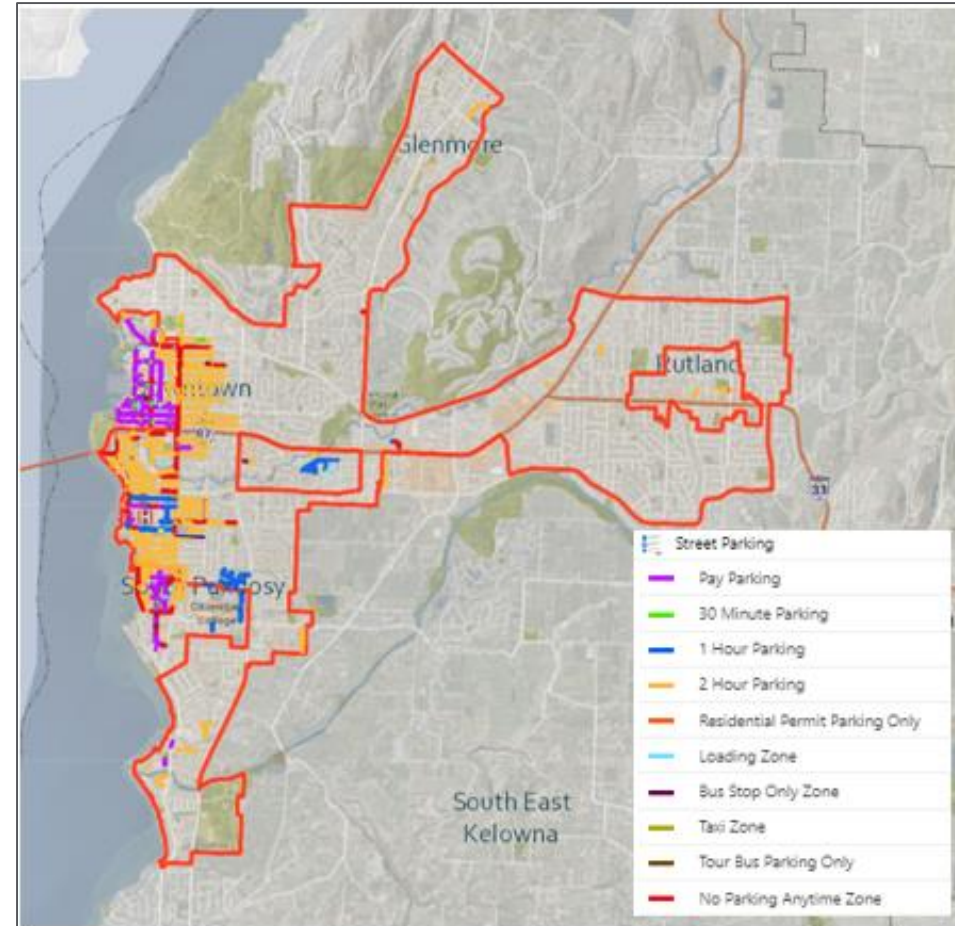 Glenmore
Rutland
33
South East
Kelowna
Street Parking
Pay Parking
30 Minute Parking
1 Hour Parking
2 Hour Parking
Residential Permit Parking Only
Loading Zone
Bus Stop Only Zone
Taxi Zone
Tour Bus Parking Only
No Parking Anytime Zone